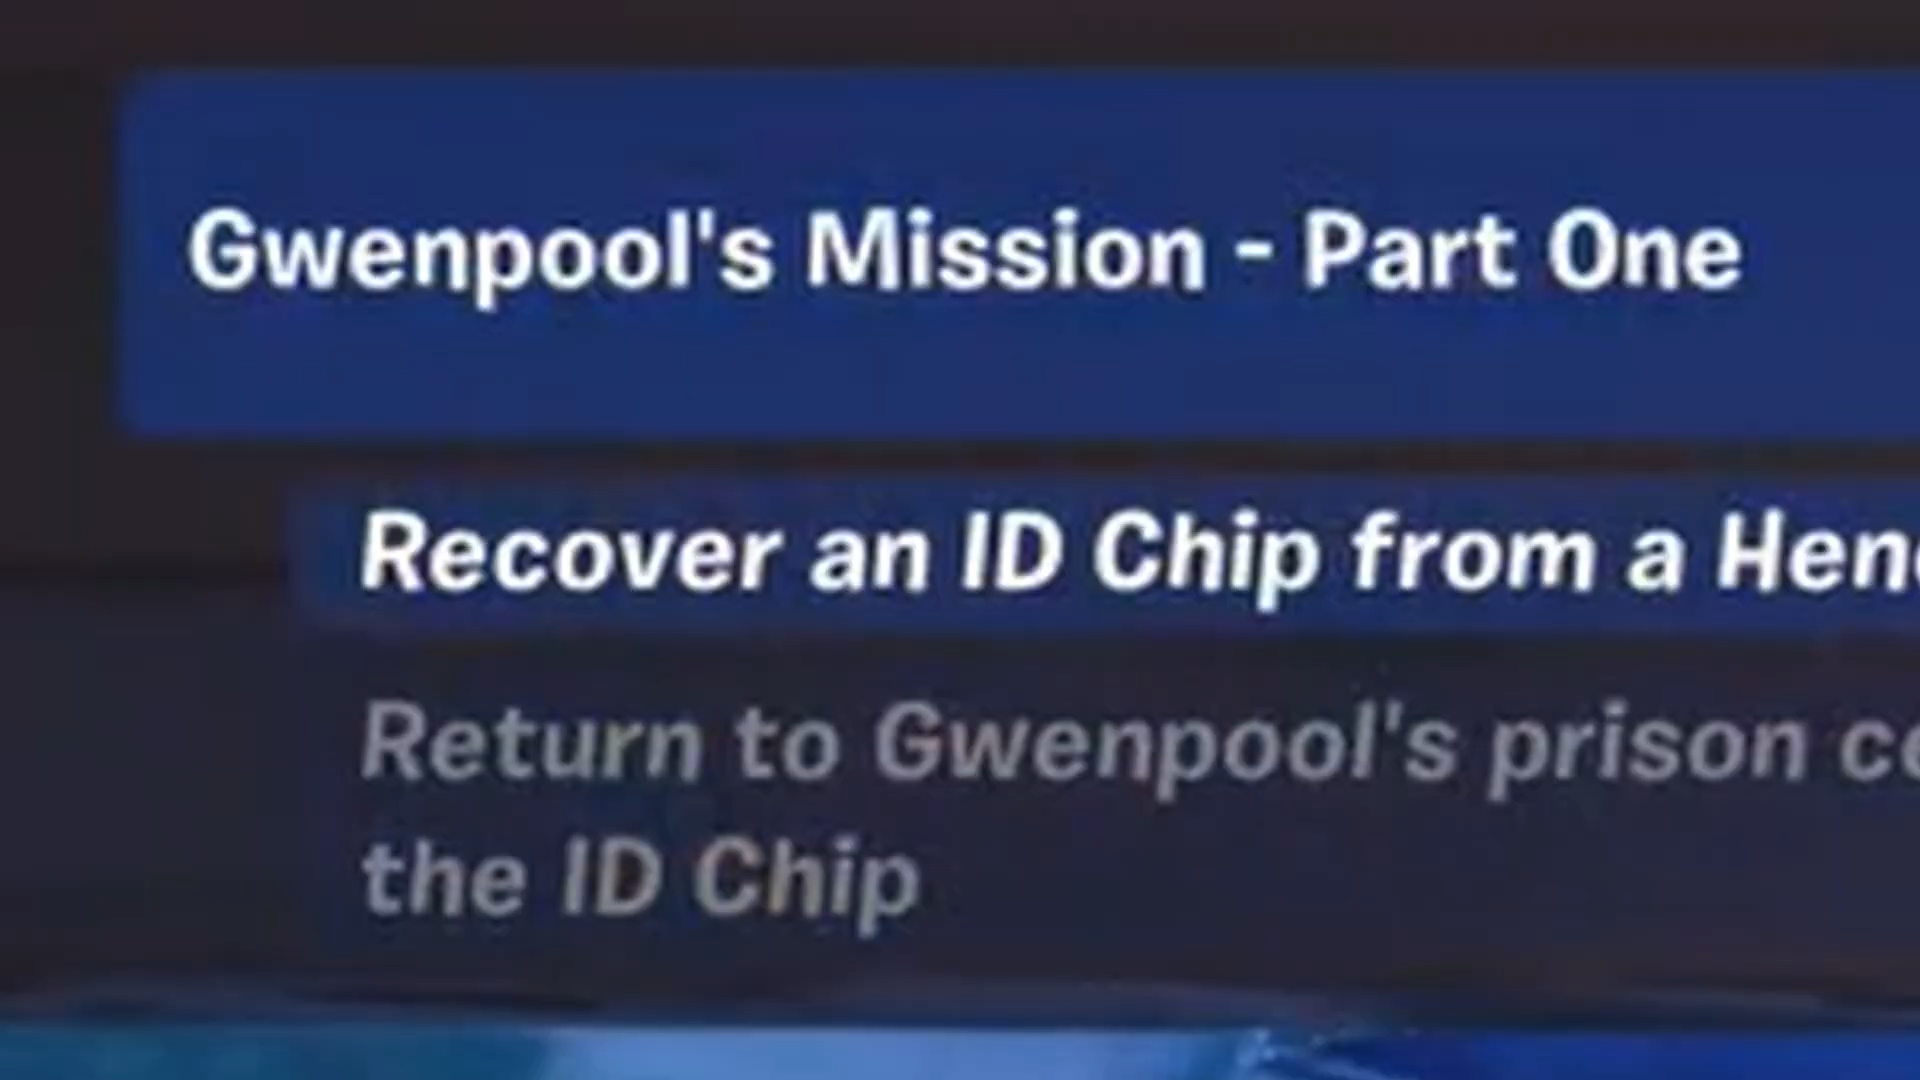 Gwenpool's Mission - Part One
Recover an ID Chip from a
Return to Gwenpool's prison
the ID Chip